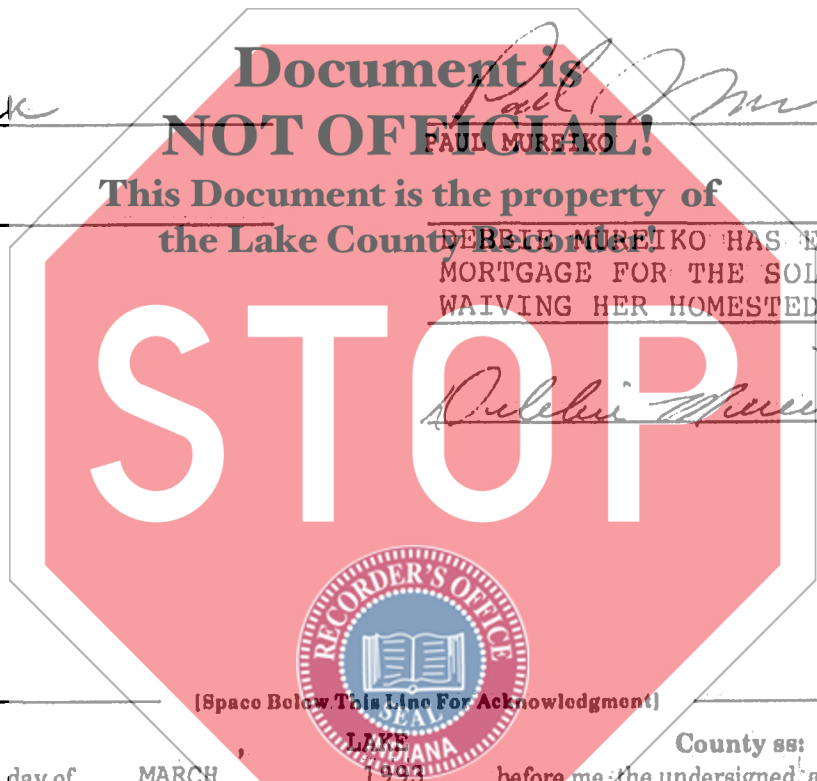 Document is
NOT OFFICIAL!
PAUL MUREIKO
This Document is the property of
the Lake County Recorder!
DEBBIE MUREIKO HAS E
MORTGAGE FOR THE SOL
WAIVING HER HOMESTED
STOP
RECORDER'S OFFICE
SEAL
INDIANA
[Space Below This Line For Acknowledgment]
, LAKE County ss:
day of MARCH 1993 before me, the undersigned,